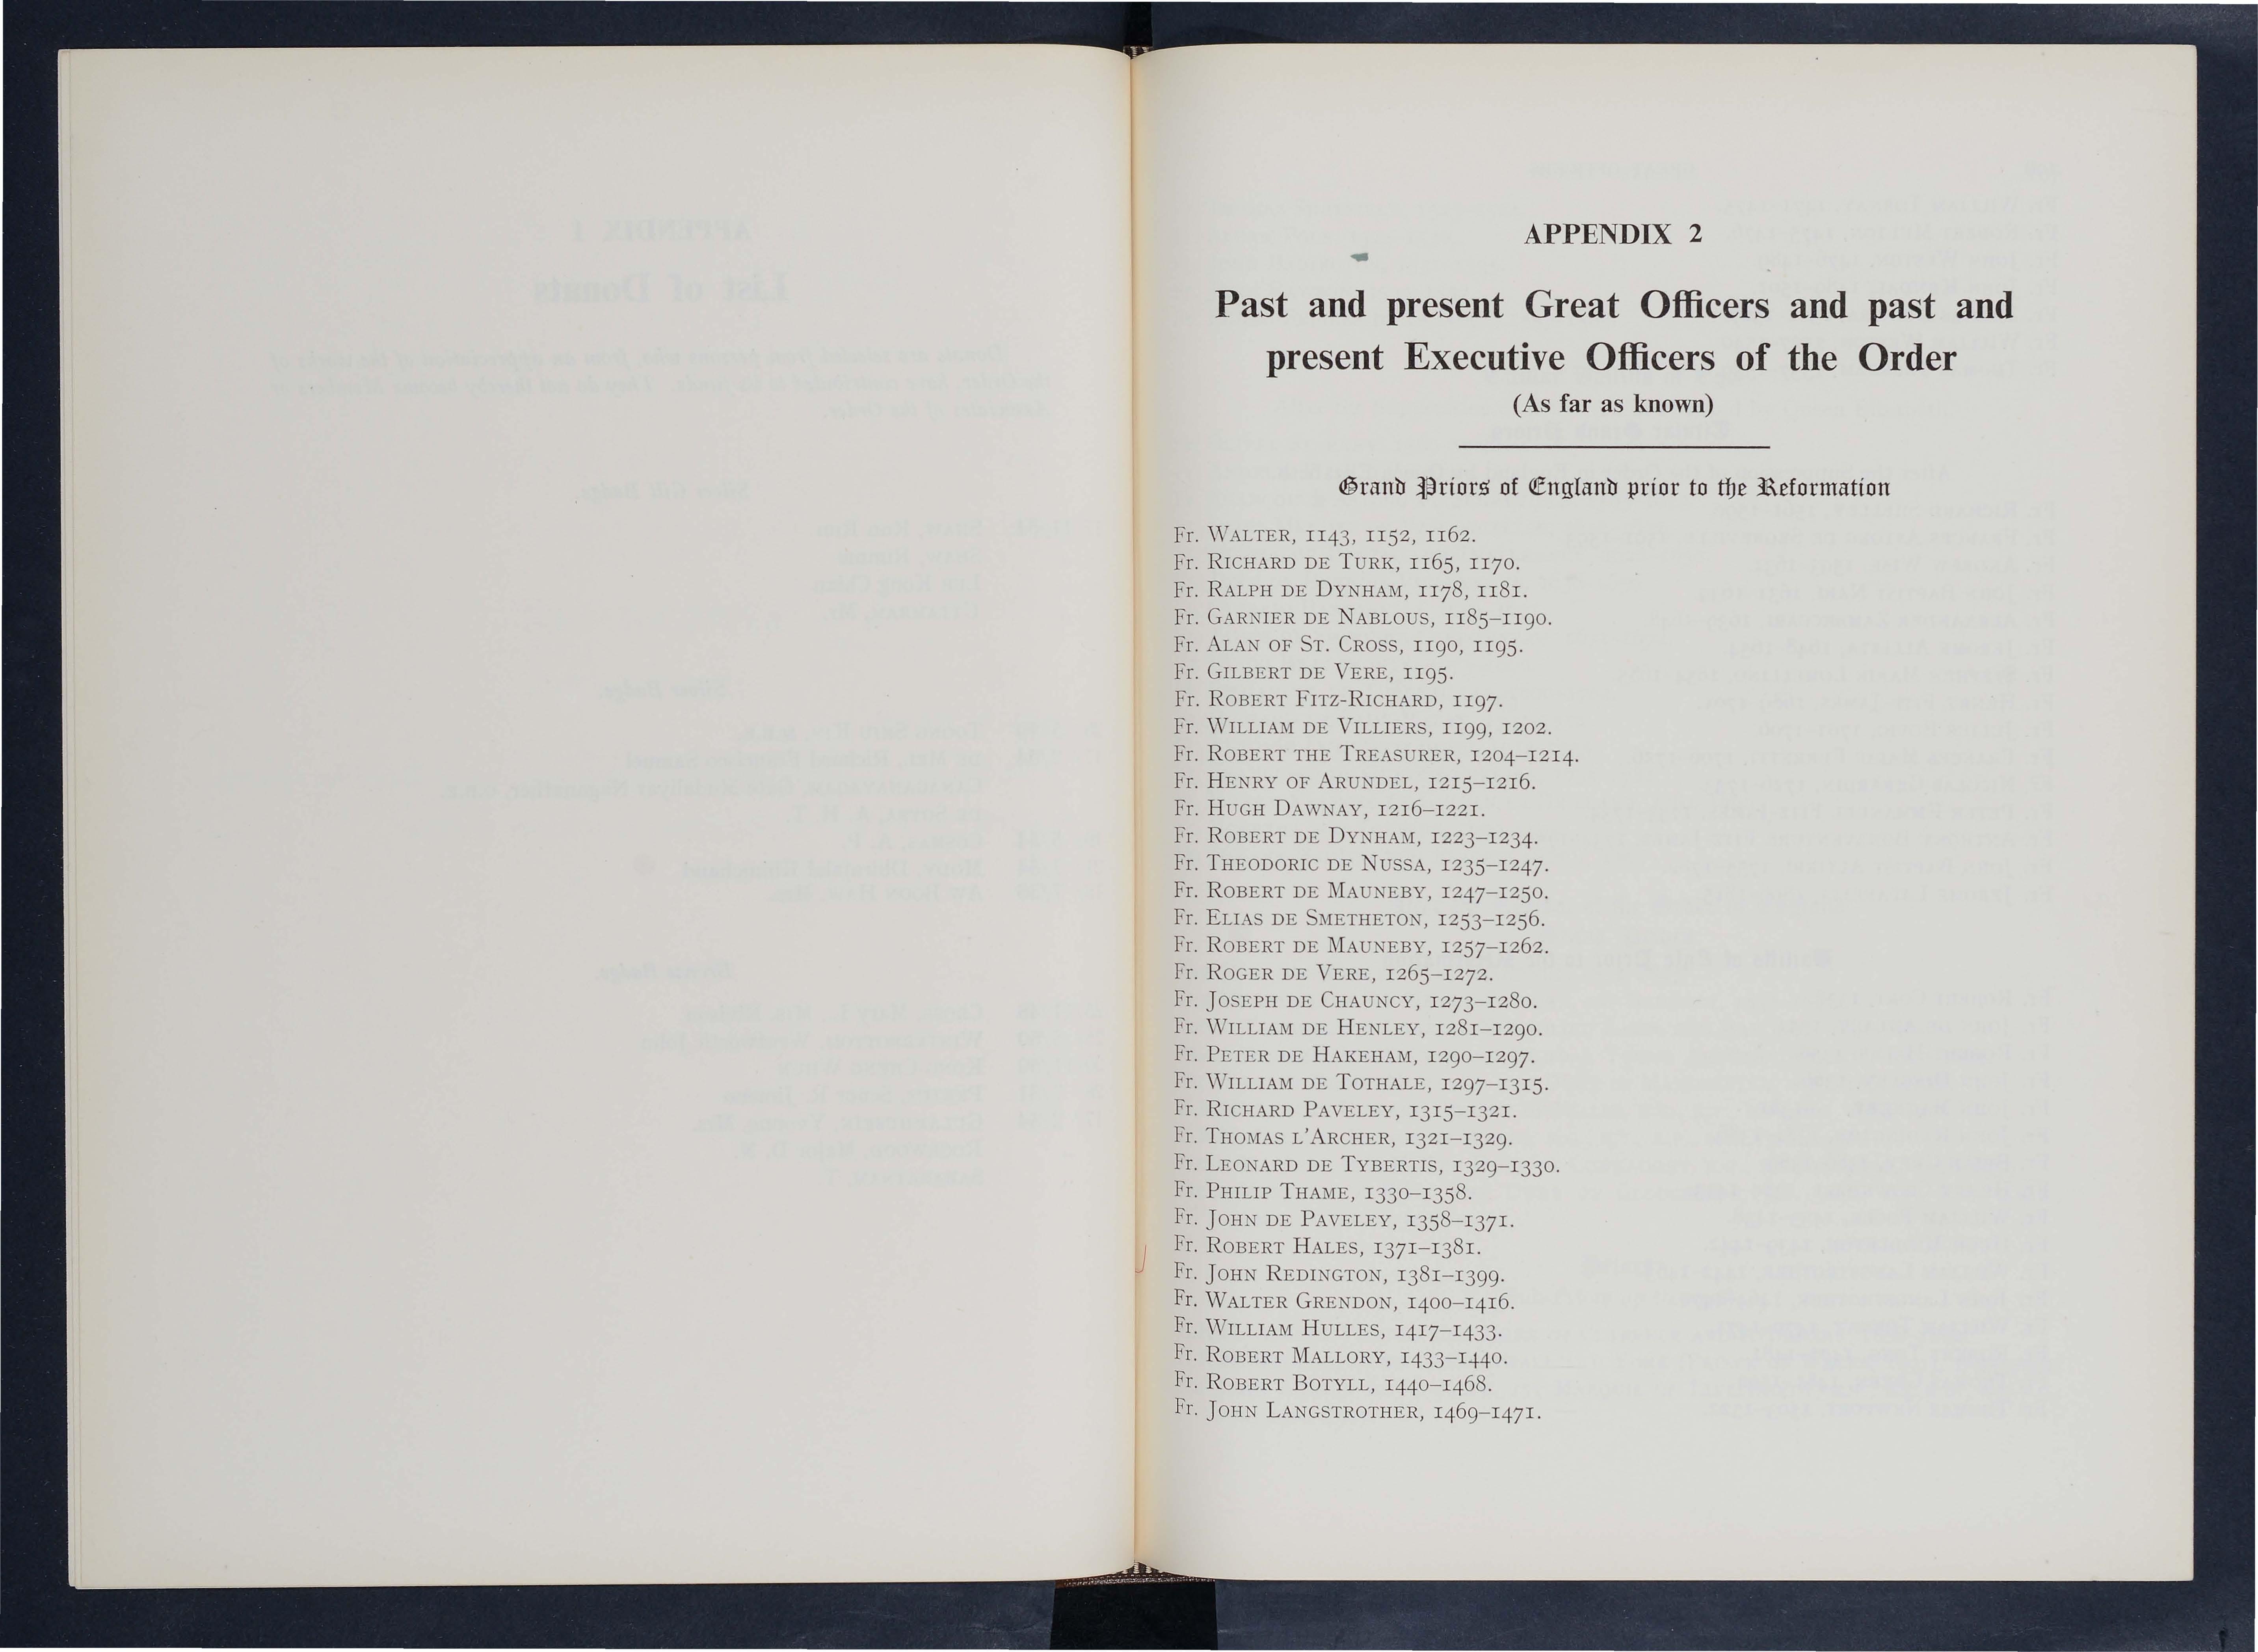 APPENDIX 2
Past and present Great Officers and past and
present Executive Officers of the Order
(As far as known)
Grand Priors of England prior to the Reformation
Fr. WALTER, 1143, 1152, 1162.
Fr. RICHARD DE TURK, 1165, 1170.
Fr. RALPH DE DYNHAM, 1178, 1181.
Fr. GARNIER DE NABLOUS, 1185–1190.
Fr. ALAN OF ST. CROSS, 1190, 1195.
Fr. GILBERT DE VERE, 1195.
Fr. ROBERT FITZ-RICHARD, 1197.
Fr. WILLIAM DE VILLIERS, 1199, 1202.
Fr. ROBERT THE TREASURER, 1204–1214.
Fr. HENRY OF ARUNDEL, 1215–1216.
Fr. HUGH DAWNAY, 1216–1221.
Fr. ROBERT DE DYNHAM, 1223–1234.
Fr. THEODORIC DE NUSSA, 1235–1247.
Fr. ROBERT DE MAUNEBY, 1247–1250.
Fr. ELIAS DE SMETHETON, 1253–1256.
Fr. ROBERT DE MAUNEBY, 1257–1262.
Fr. ROGER DE VERE, 1265–1272.
Fr. JOSEPH DE CHAUNCY, 1273–1280.
Fr. WILLIAM DE HENLEY, 1281–1290.
Fr. PETER DE HAKEHAM, 1290–1297.
Fr. WILLIAM DE TOTHALE, 1297–1315.
Fr. RICHARD PAVELEY, 1315–1321.
Fr. THOMAS L'ARCHER, 1321–1329.
Fr. LEONARD DE TYBERTIS, 1329–1330.
Fr. PHILIP THAME, 1330–1358.
Fr. JOHN DE PAVELEY, 1358–1371.
Fr. ROBERT HALES, 1371–1381.
Fr. JOHN REDINGTON, 1381–1399.
Fr. WALTER GRENDON, 1400–1416.
Fr. WILLIAM HULLES, 1417–1433.
Fr. ROBERT MALLORY, 1433–1440.
Fr. ROBERT BOTYLL, 1440–1468.
Fr. JOHN LANGSTROTHER, 1469–1471.